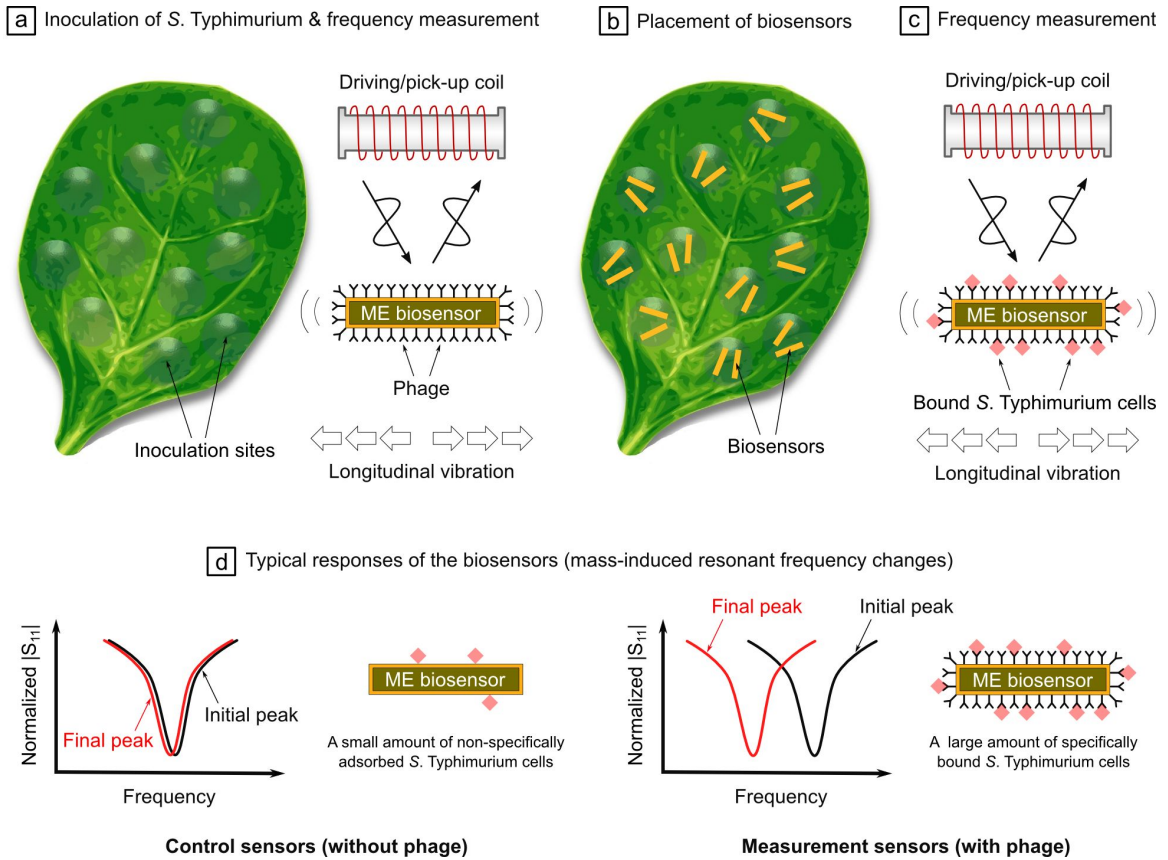 a Inoculation of S. Typhimurium & frequency measurement
Driving/pick-up coil
ME biosensor
Phage
Inoculation sites
Longitudinal vibration
b Placement of biosensors
Biosensors
c Frequency measurement
Driving/pick-up coil
ME biosensor
Bound S. Typhimurium cells
Longitudinal vibration
d Typical responses of the biosensors (mass-induced resonant frequency changes)
Normalized |S₁₁|
Final peak
Initial peak
Frequency
ME biosensor
A small amount of non-specifically
adsorbed S. Typhimurium cells
Control sensors (without phage)
Normalized |S₁₁|
Final peak
Initial peak
Frequency
ME biosensor
A large amount of specifically
bound S. Typhimurium cells
Measurement sensors (with phage)